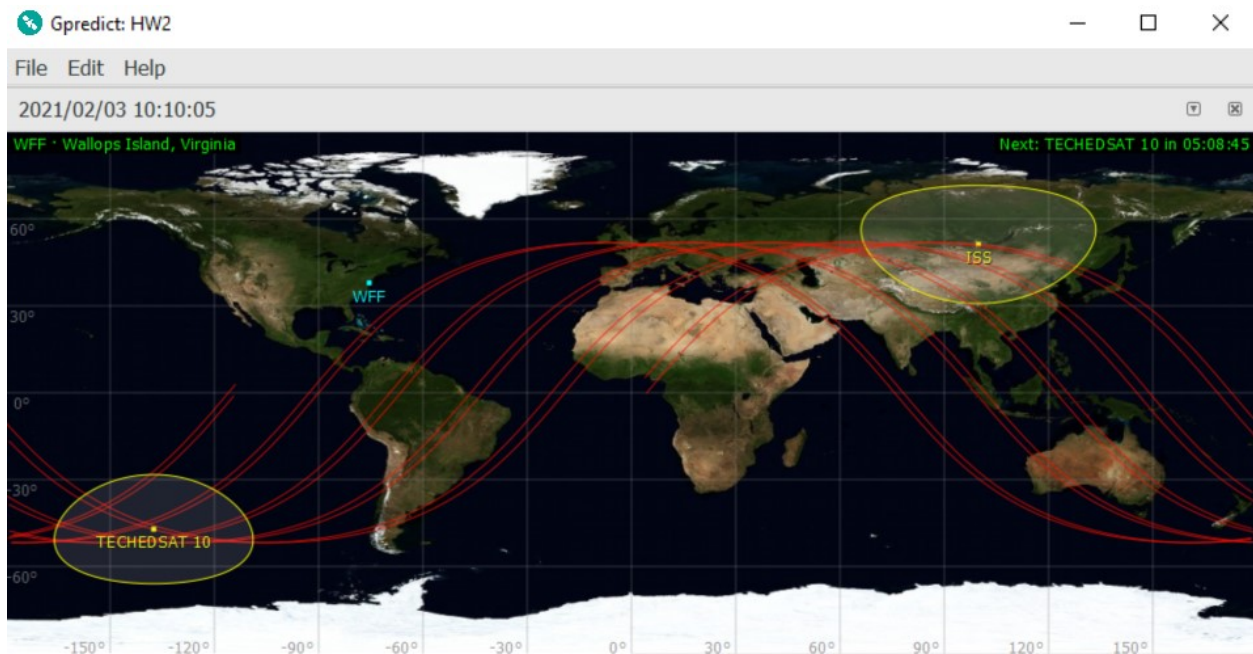 Gpredict: HW2
File Edit Help
2021/02/03 10:10:05
WFF - Wallops Island, Virginia
Next: TECHEDSAT 10 in 05:08:45
60°
ISS
WFF
30°
0°
-30°
TECHEDSAT 10
-60°
-150° -120° -90° -60° -30° 0° 30° 60° 90° 120° 150°